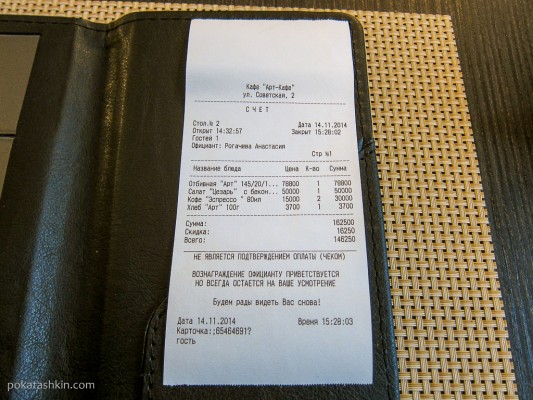 Кафе "Арт-Кафе"
ул. Советская, 2
СЧЕТ
Стол.№ 2 Дата 14.11.2014
Открыт 14:32:57 Закрыт 15:28:02
Гостей 1
Официант: Рогачева Анастасия
Стр №1
Название блюда Цена К-во Сумма
Отбивная "Арт" 145/20/1... 78800 1 78800
Салат "Цезарь" с бекон... 50000 1 50000
Кофе "Эспрессо " 80мл 15000 2 30000
Хлеб "Арт" 100г 3700 1 3700
Сумма: 162500
Скидка: 16250
Всего: 146250
НЕ ЯВЛЯЕТСЯ ПОДТВЕРЖДЕНИЕМ ОПЛАТЫ (ЧЕКОМ)
ВОЗНАГРАЖДЕНИЕ ОФИЦИАНТУ ПРИВЕТСТВУЕТСЯ
НО ВСЕГДА ОСТАЕТСЯ НА ВАШЕ УСМОТРЕНИЕ
Будем рады видеть Вас снова!
Дата 14.11.2014 Время 15:28:03
Карточка:;65464691?
гость
pokatashkin.com